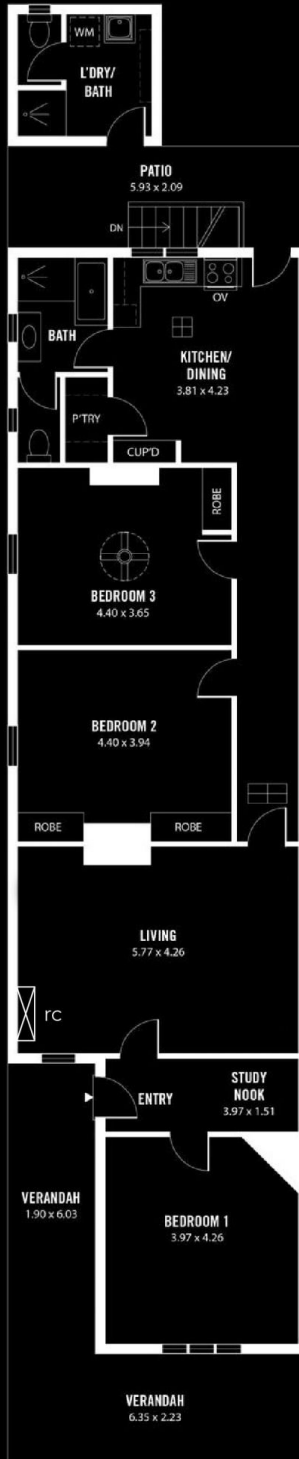 WM
L'DRY/
BATH
PATIO
5.93 x 2.09
DN
OV
BATH
KITCHEN/
DINING
3.81 x 4.23
P'TRY
CUP'D
ROBE
BEDROOM 3
4.40 x 3.65
BEDROOM 2
4.40 x 3.94
ROBE
ROBE
LIVING
5.77 x 4.26
rc
ENTRY
STUDY
NOOK
3.97 x 1.51
VERANDAH
1.90 x 6.03
BEDROOM 1
3.97 x 4.26
VERANDAH
6.35 x 2.23